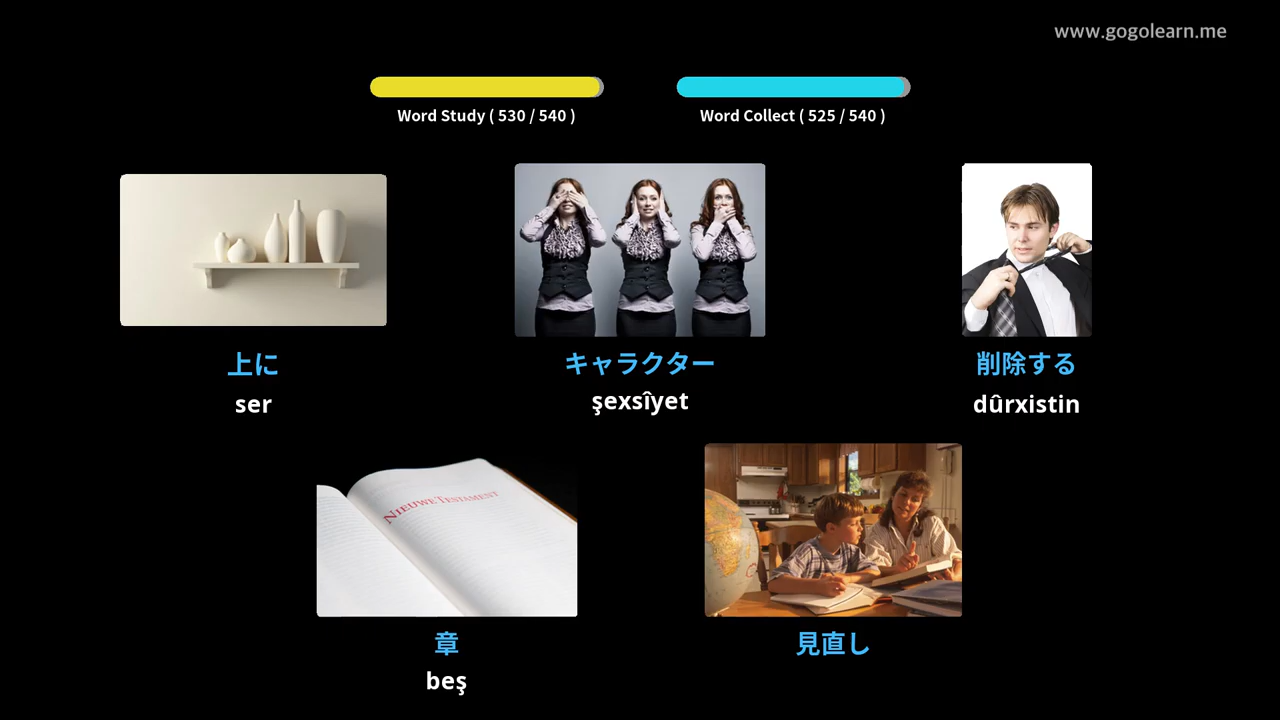 www.gogolearn.me
Word Study ( 530 / 540 )
Word Collect ( 525 / 540 )
上に
ser
キャラクター
şexsîyet
削除する
dûrxistin
NIEUWE TESTAMENT
章
beş
見直し